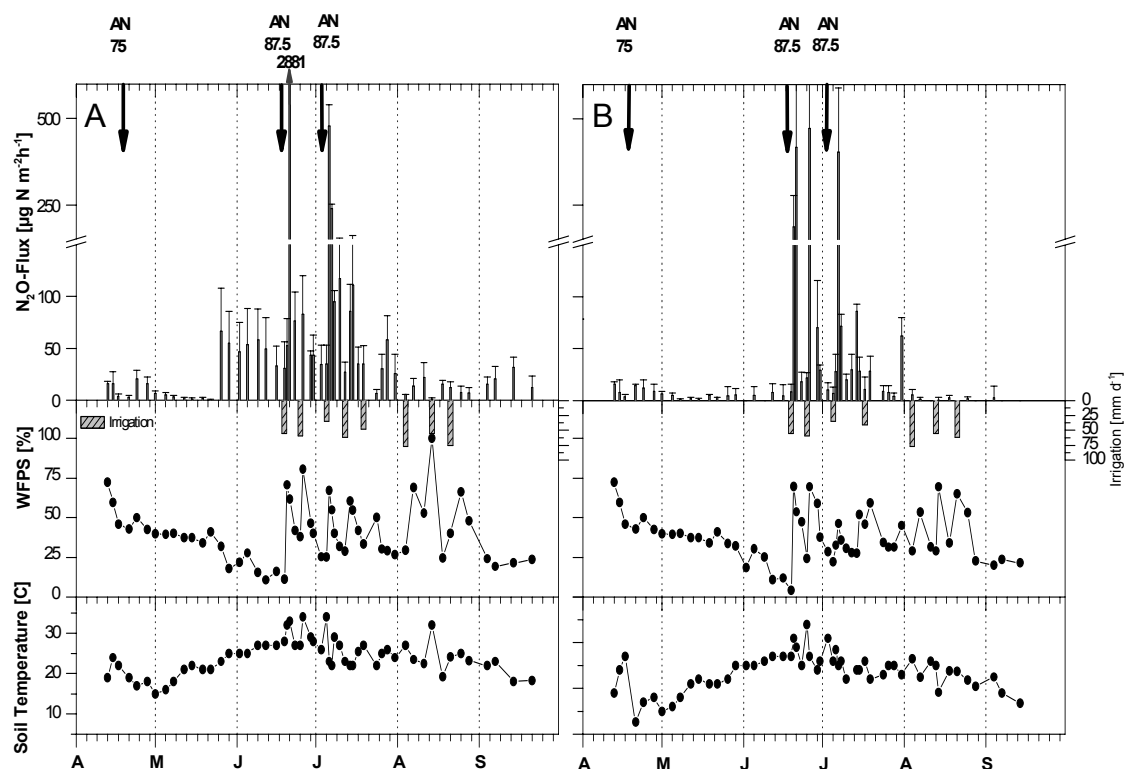 AN AN AN AN AN AN
75 87.5 87.5 75 87.5 87.5
2881
A B
N₂O-Flux [µg N m⁻²h⁻¹]
500
250
100
50
0
0
25
50
75
100
Irrigation [mm d⁻¹]
Irrigation
WFPS [%]
100
75
50
25
0
Soil Temperature [C]
30
20
10
A M J J A S A M J J A S